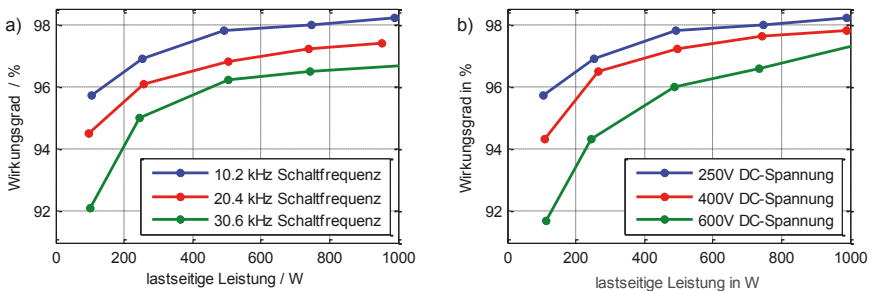 a)
Wirkungsgrad / %
98
96
94
92
0 200 400 600 800 1000
lastseitige Leistung / W
10.2 kHz Schaltfrequenz
20.4 kHz Schaltfrequenz
30.6 kHz Schaltfrequenz
b)
Wirkungsgrad in %
98
96
94
92
0 200 400 600 800 1000
lastseitige Leistung in W
250V DC-Spannung
400V DC-Spannung
600V DC-Spannung